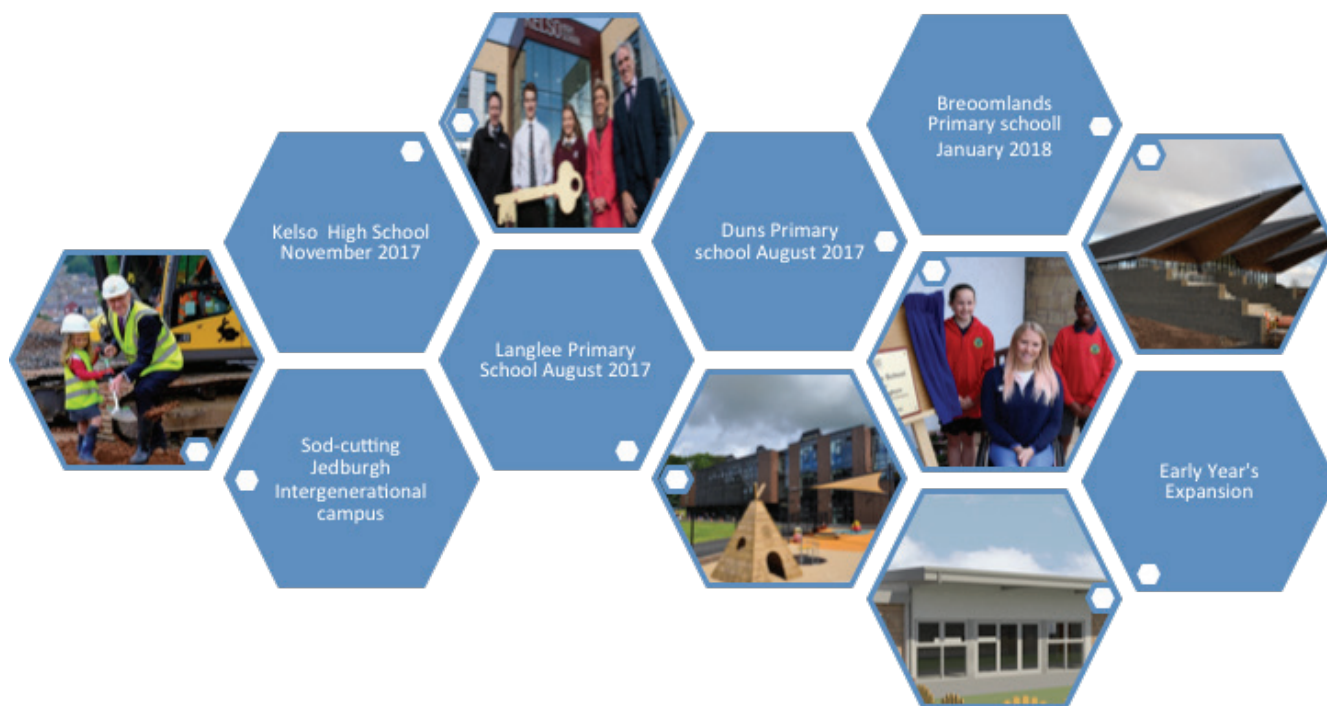 KELSO
Breoomlands
Primary schooll
January 2018
Kelso  High School
November 2017
Duns Primary
school August 2017
Langlee Primary
School August 2017
Sod-cutting
Jedburgh
Intergenerational
campus
Early Year's
Expansion